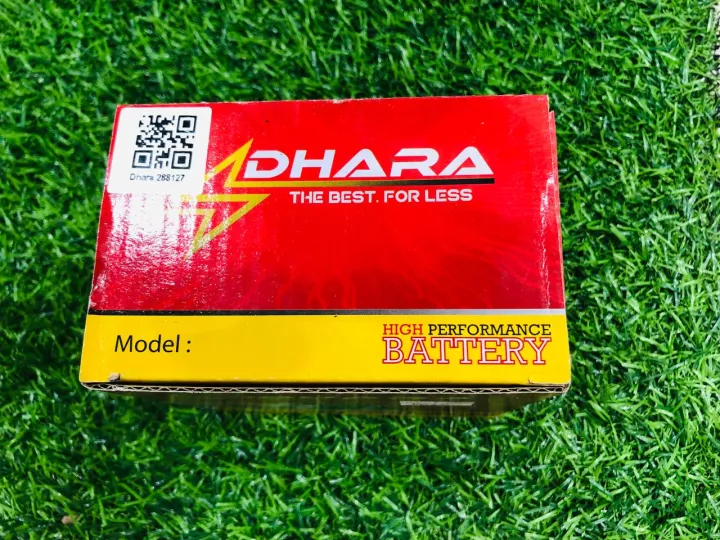 Dhara 288127
DHARA
THE BEST. FOR LESS
Model :
HIGH PERFORMANCE
BATTERY